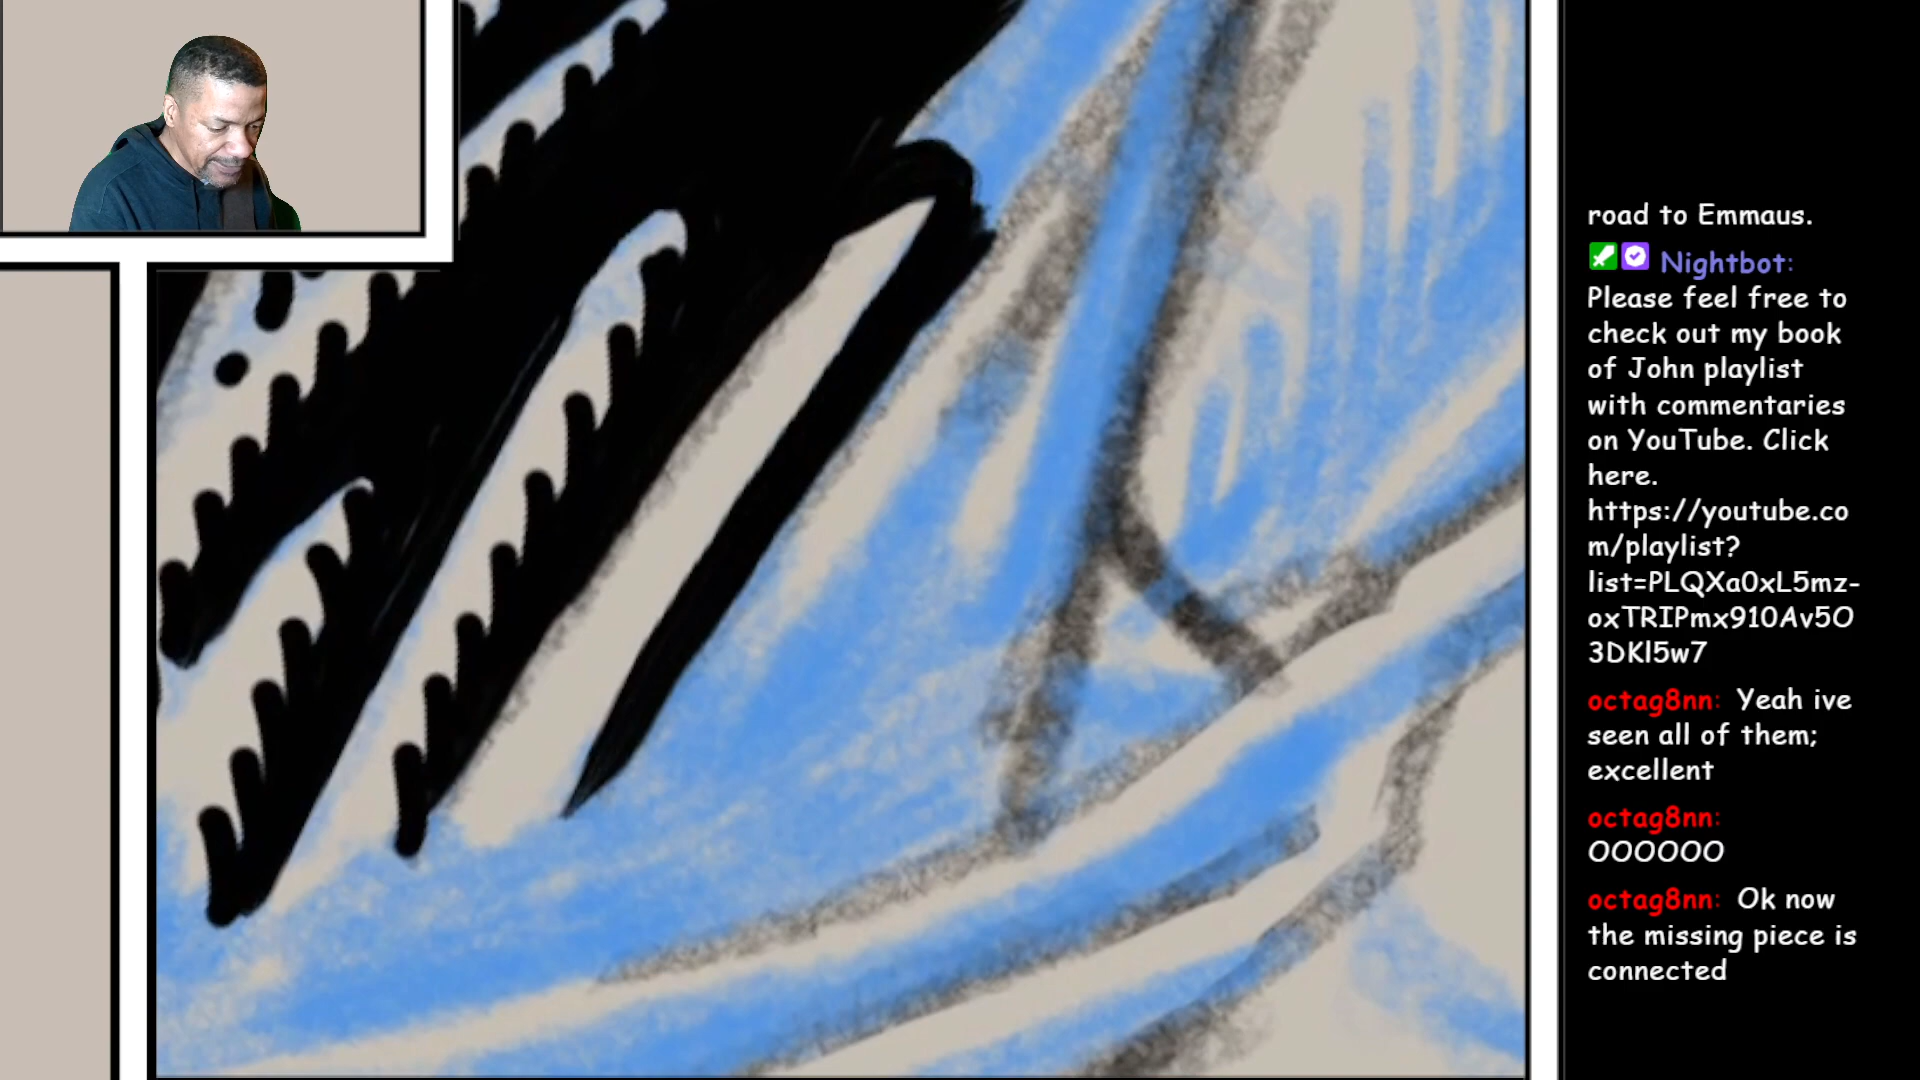 road to Emmaus.
Nightbot:
Please feel free to
check out my book
of John playlist
with commentaries
on YouTube. Click
here.
https://youtube.co
m/playlist?
list=PLQXa0xL5mz-
oxTRIPmx910Av5O
3DKl5w7
octag8nn: Yeah ive
seen all of them;
excellent
octag8nn:
OOOOOO
octag8nn: Ok now
the missing piece is
connected